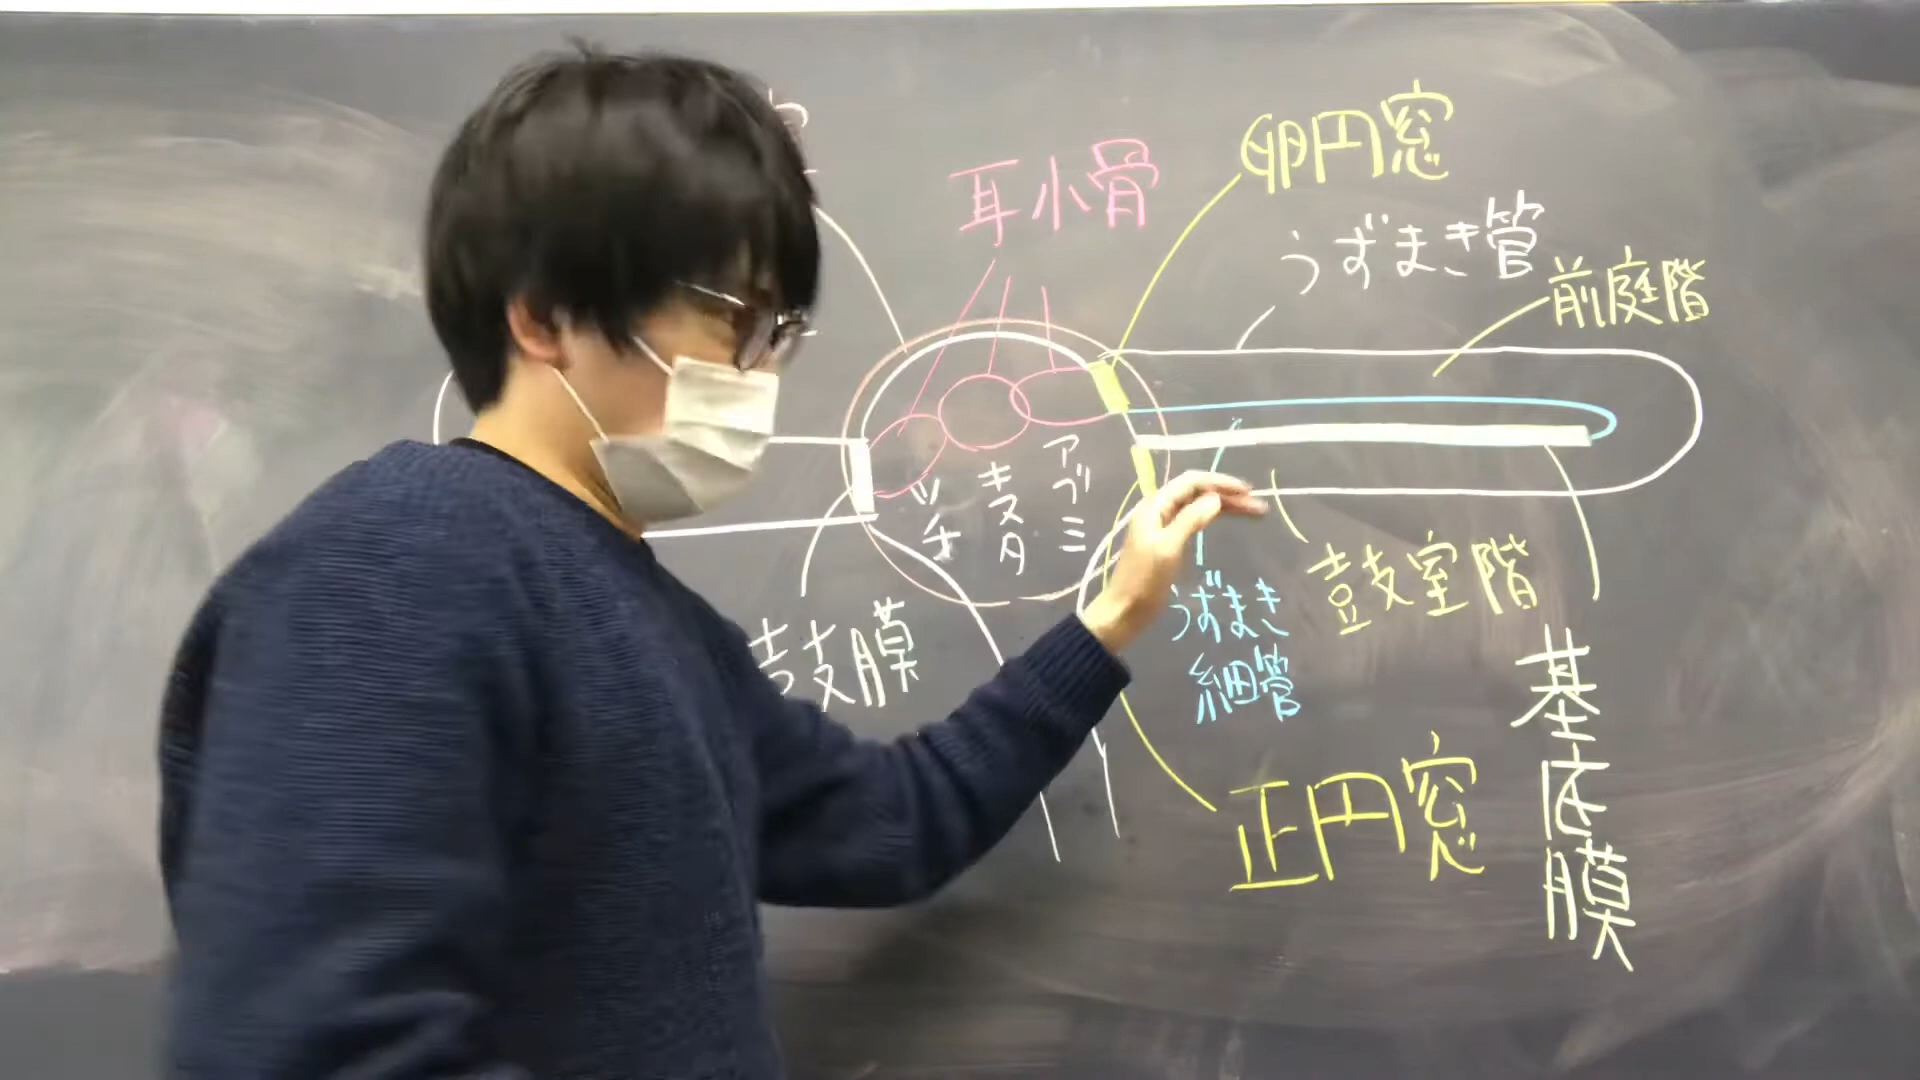 耳小骨
卵円窓
うずまき管
前庭階
ツチ
キヌタ
アブミ
鼓膜
うずまき
細管
鼓室階
基底膜
正円窓